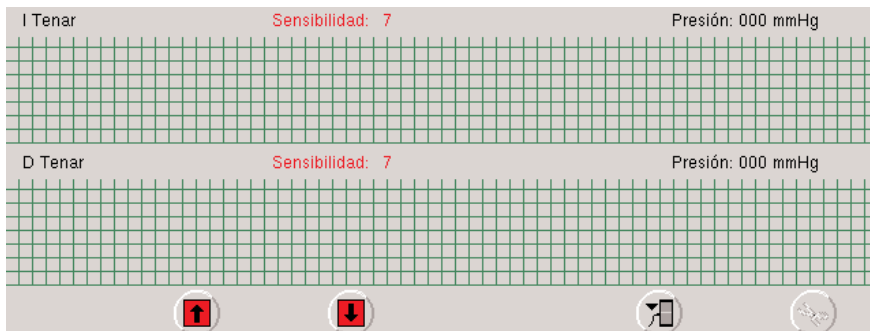 I Tenar Sensibilidad: 7 Presión: 000 mmHg
D Tenar Sensibilidad: 7 Presión: 000 mmHg